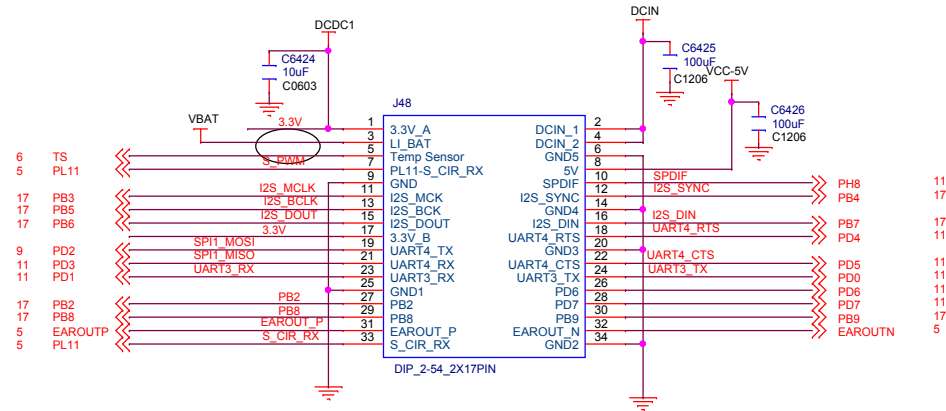 DCDC1
DCIN
C6424
10uF
C0603
C6425
100uF
C1206
VCC-5V
C6426
100uF
C1206
VBAT
J48
3.3V 1 3.3V_A DCIN_1 2
3 LI_BAT DCIN_2 4
6 TS 5 Temp Sensor GND5 6
5 PL11 S_PWM 7 PL11-S_CIR_RX 5V 8
9 GND SPDIF 10 SPDIF PH8 11
17 PB3 I2S_MCLK 11 I2S_MCK I2S_SYNC 12 I2S_SYNC PB4 17
17 PB5 I2S_BCLK 13 I2S_BCK GND4 14
17 PB6 I2S_DOUT 15 I2S_DOUT I2S_DIN 16 I2S_DIN PB7 17
3.3V 17 3.3V_B UART4_RTS 18 UART4_RTS PD4 11
9 PD2 SPI1_MOSI 19 UART4_TX GND3 20
11 PD3 SPI1_MISO 21 UART4_RX UART4_CTS 22 UART4_CTS PD5 11
11 PD1 UART3_RX 23 UART3_RX UART3_TX 24 UART3_TX PD0 11
25 GND1 PD6 26 PD6 11
17 PB2 PB2 27 PB2 PD7 28 PD7 11
17 PB8 PB8 29 PB8 PB9 30 PB9 17
5 EAROUTP EAROUT_P 31 EAROUT_P EAROUT_N 32 EAROUTN 5
5 PL11 S_CIR_RX 33 S_CIR_RX GND2 34
DIP_2-54_2X17PIN